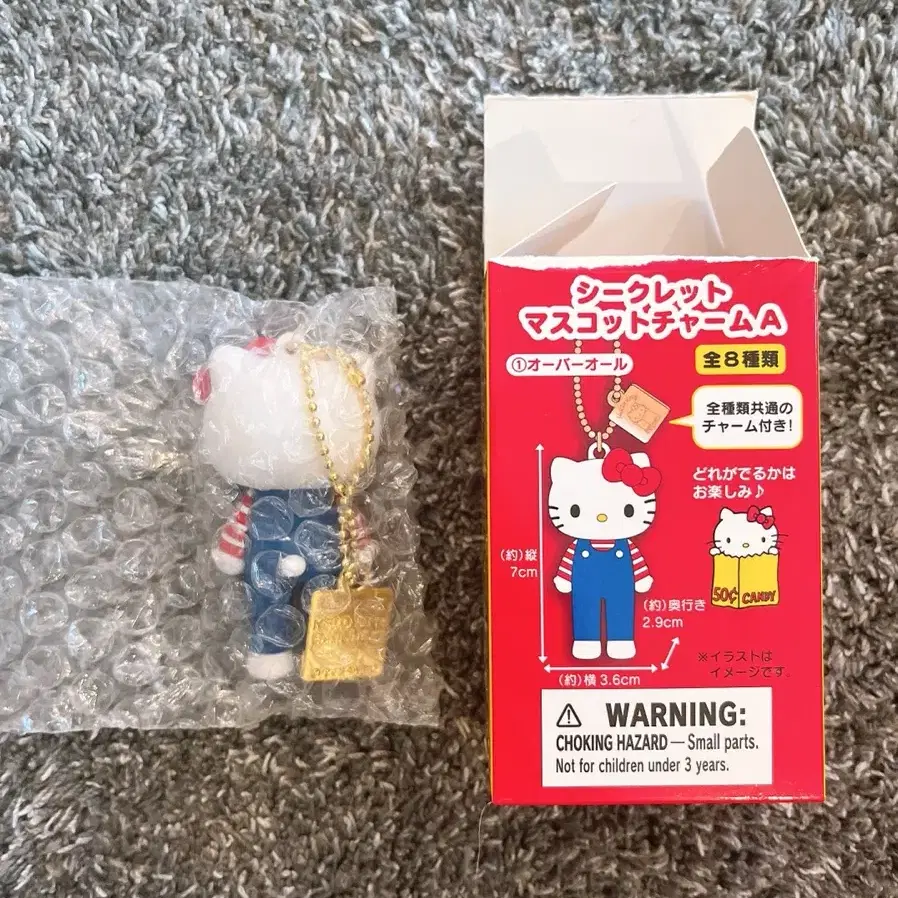 シークレット
マスコットチャームA
①オーバーオール
全8種類
全種類共通の
チャーム付き!
どれがでるかは
お楽しみ♪
(約)縦
7cm
(約)奥行き
2.9cm
(約)横 3.6cm
50¢ CANDY
※イラストは
イメージです。
⚠ WARNING:
CHOKING HAZARD — Small parts.
Not for children under 3 years.